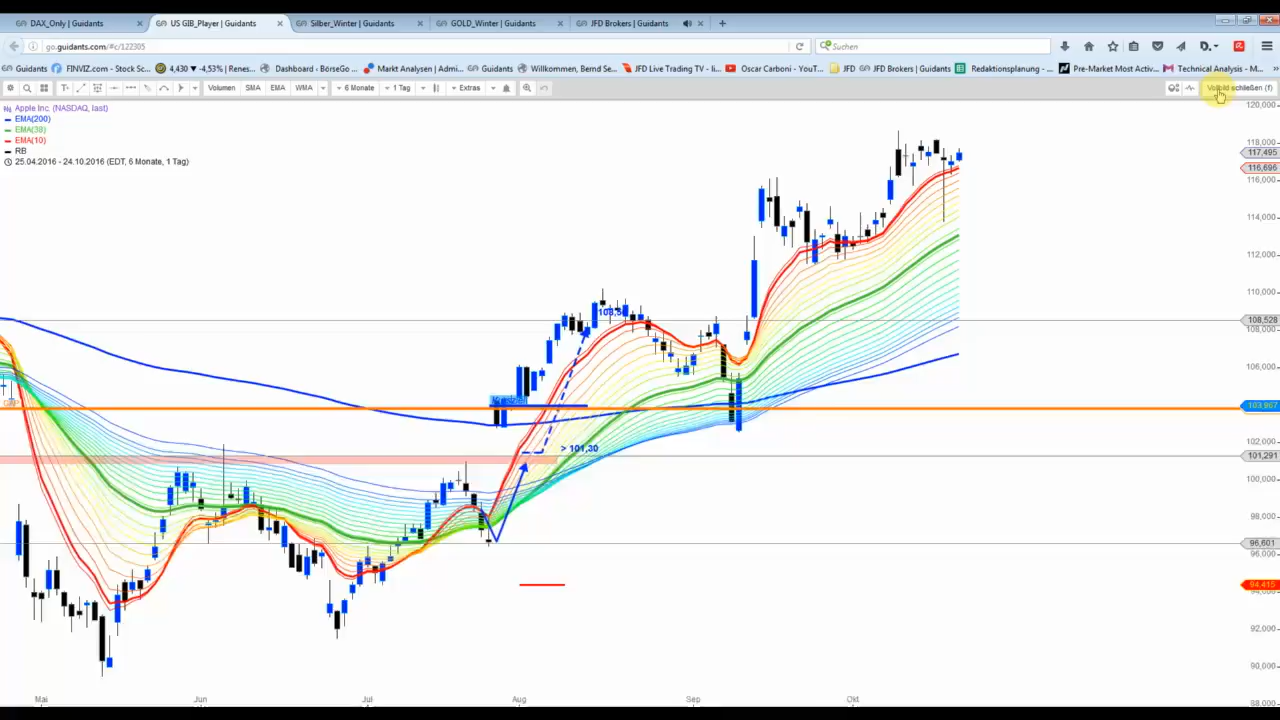 DAX_Only | Guidants
US GIB_Player | Guidants
Silber_Winter | Guidants
GOLD_Winter | Guidants
JFD Brokers | Guidants
go.guidants.com/#c/122305
Suchen
Guidants
FINVIZ.com - Stock Sc...
4,430 ▼ -4,53% | Renes...
Dashboard - BörseGo ...
Markt Analysen | Admi...
Guidants
Willkommen, Bernd Se...
JFD Live Trading TV - li...
Oscar Carboni - YouT...
JFD
JFD Brokers | Guidants
Redaktionsplanung - ...
Pre-Market Most Activ...
Technical Analysis - M...
Volumen
SMA
EMA
WMA
6 Monate
1 Tag
Extras
Vollbild schließen (f)
Apple Inc. (NASDAQ, last)
EMA(200)
EMA(38)
EMA(10)
RB
25.04.2016 - 24.10.2016 (EDT, 6 Monate, 1 Tag)
120,000
118,000
117,495
116,696
116,000
114,000
112,000
110,000
108,528
108,000
106,000
103,967
102,000
101,291
100,000
98,000
96,601
96,000
94,415
92,000
90,000
88,000
> 101,30
Mai
Jun
Jul
Aug
Sep
Okt